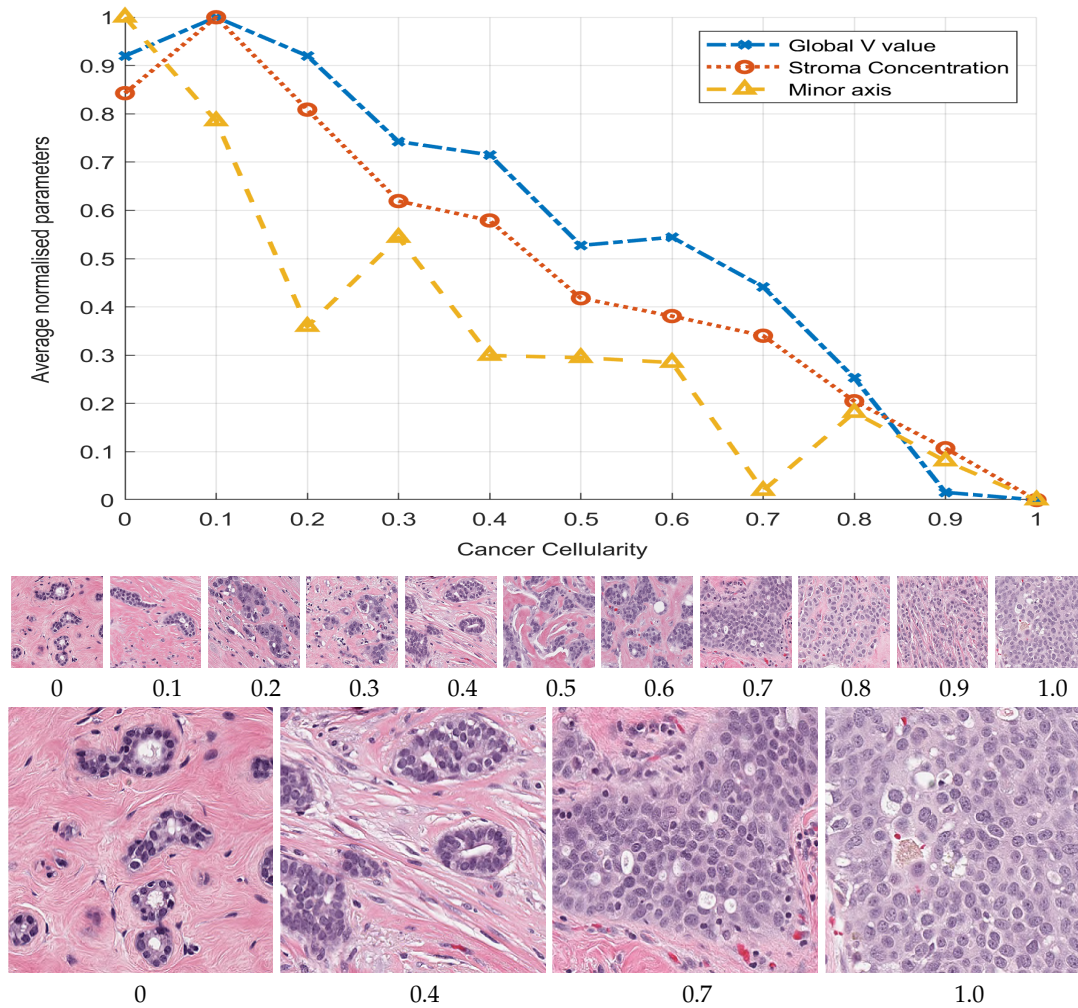 Average normalised parameters
1
0.9
0.8
0.7
0.6
0.5
0.4
0.3
0.2
0.1
0
Global V value
Stroma Concentration
Minor axis
0 0.1 0.2 0.3 0.4 0.5 0.6 0.7 0.8 0.9 1
Cancer Cellularity
0 0.1 0.2 0.3 0.4 0.5 0.6 0.7 0.8 0.9 1.0
0 0.4 0.7 1.0